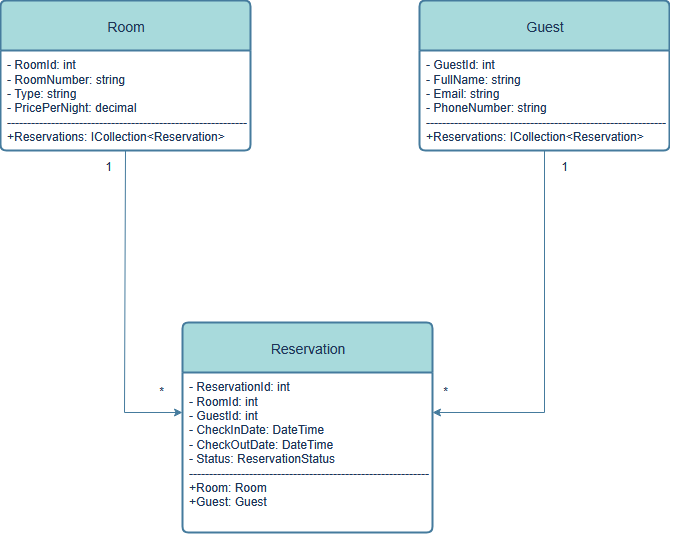 Room
- RoomId: int
- RoomNumber: string
- Type: string
- PricePerNight: decimal
+Reservations: ICollection<Reservation>
Guest
- GuestId: int
- FullName: string
- Email: string
- PhoneNumber: string
+Reservations: ICollection<Reservation>
1
1
*
*
Reservation
- ReservationId: int
- RoomId: int
- GuestId: int
- CheckInDate: DateTime
- CheckOutDate: DateTime
- Status: ReservationStatus
+Room: Room
+Guest: Guest